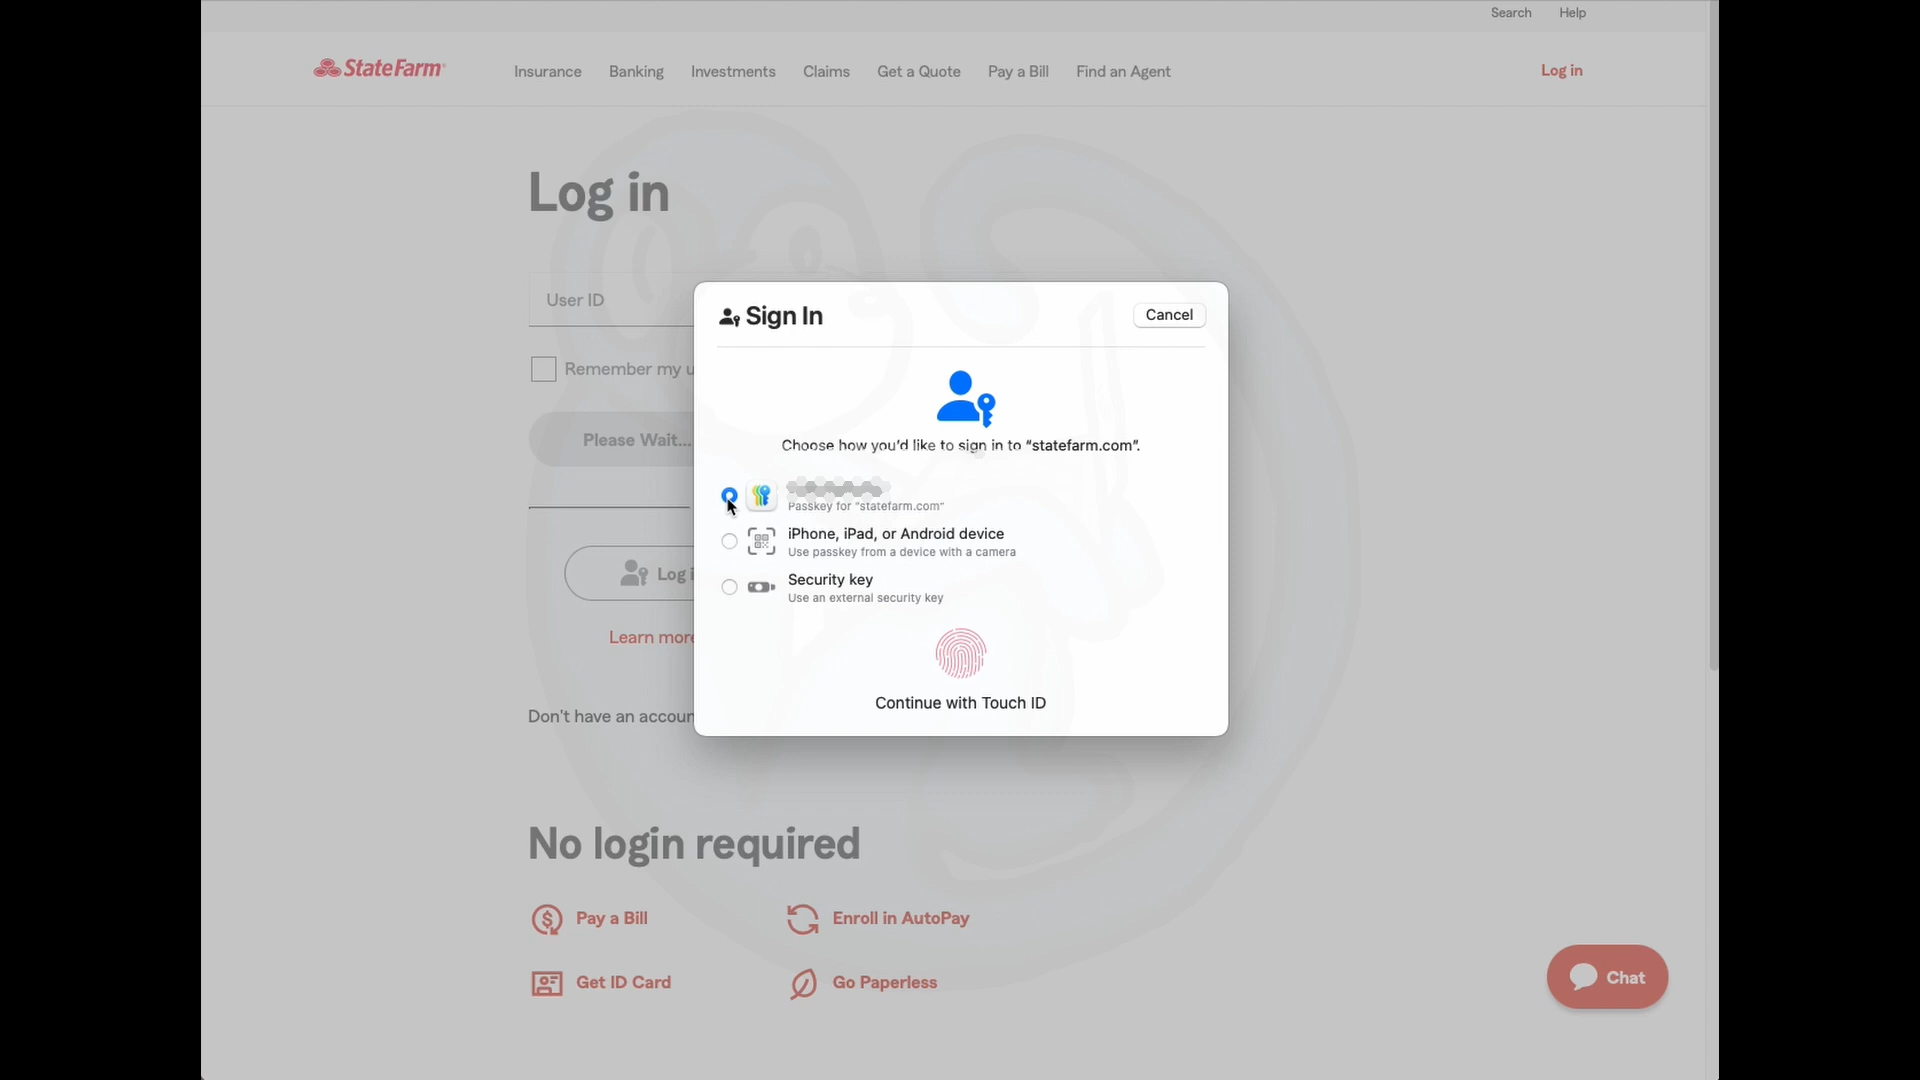 Search Help
StateFarm
Insurance Banking Investments Claims Get a Quote Pay a Bill Find an Agent
Log in
Log in
User ID
Remember my u
Please Wait...
Log i
Learn more
Don't have an accoun
Sign In
Cancel
Choose how you'd like to sign in to “statefarm.com”.
Passkey for “statefarm.com”
iPhone, iPad, or Android device
Use passkey from a device with a camera
Security key
Use an external security key
Continue with Touch ID
No login required
Pay a Bill Enroll in AutoPay
Get ID Card Go Paperless
Chat